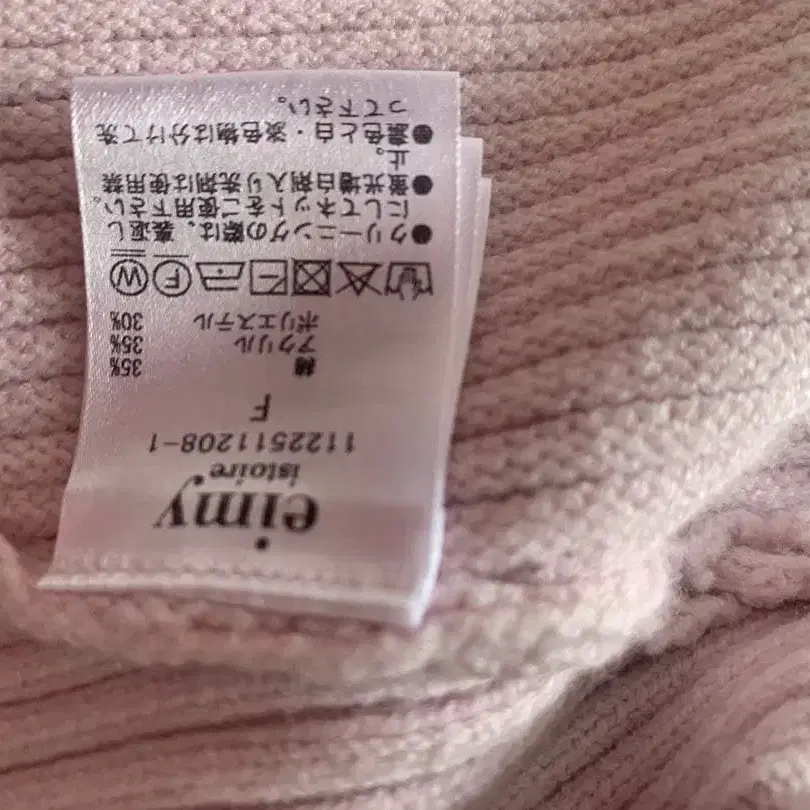 eimy
istoire
1122511208-1
F
綿 35%
アクリル 35%
ポリエステル 30%
W F
●クリーニングの際は、裏返し
にしてネットをご使用下さい。
●蛍光増白剤入り洗剤は使用禁
止。
●濃色と白・淡色物は分けて洗
って下さい。